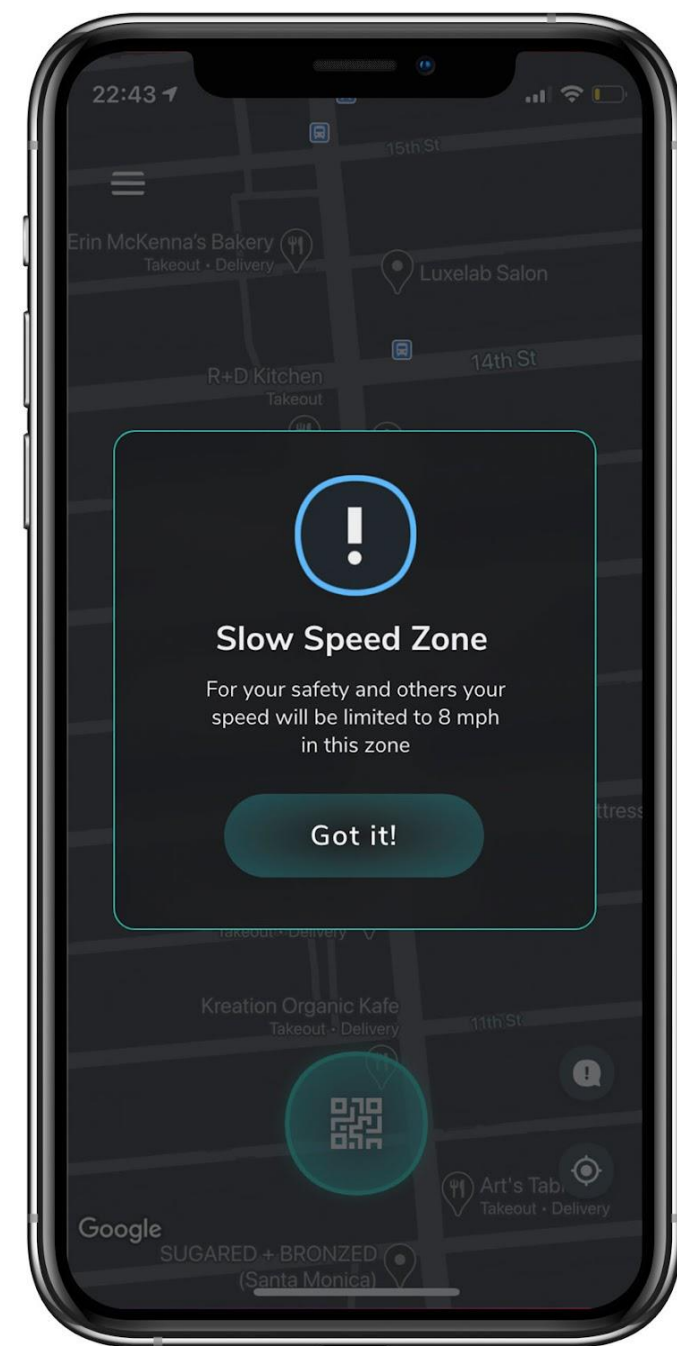 22:43
15th St
Erin McKenna's Bakery
Takeout • Delivery
Luxelab Salon
14th St
R+D Kitchen
Takeout
!
Slow Speed Zone
For your safety and others your
speed will be limited to 8 mph
in this zone
ttress
Got it!
Takeout • Delivery
Kreation Organic Kafe
Takeout • Delivery
11th St
Art's Tab
Takeout • Delivery
Google
SUGARED + BRONZED
(Santa Monica)